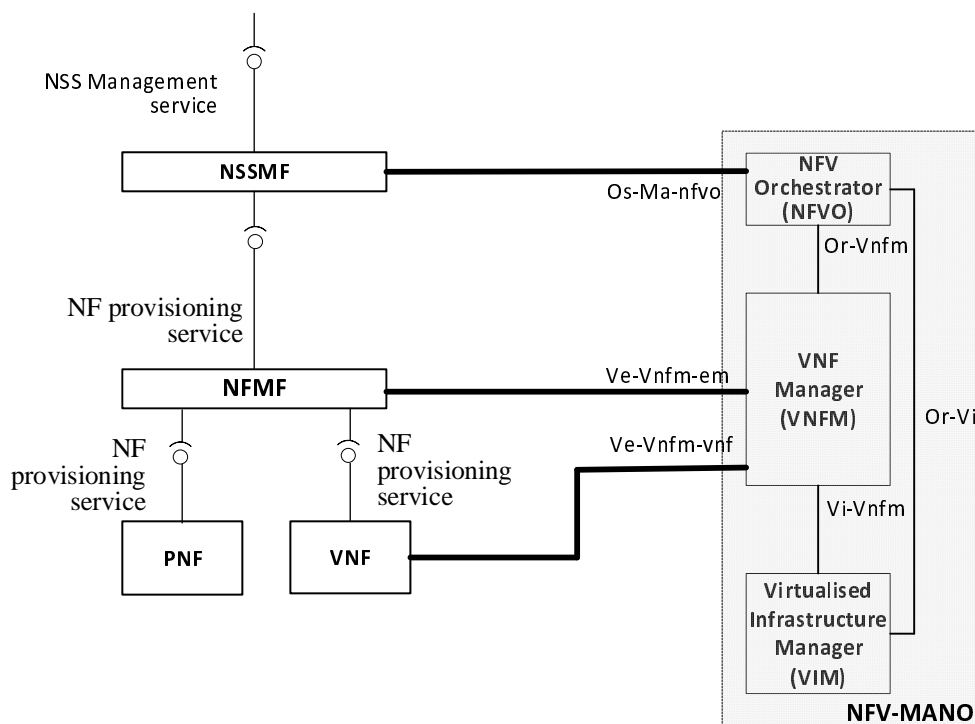 NSS Management
service
NSSMF
Os-Ma-nfvo
NFV
Orchestrator
(NFVO)
Or-Vnfm
NF provisioning
service
NFMF
Ve-Vnfm-em
VNF
Manager
(VNFM)
Or-Vi
Ve-Vnfm-vnf
NF
provisioning
service
NF
provisioning
service
Vi-Vnfm
PNF
VNF
Virtualised
Infrastructure
Manager
(VIM)
NFV-MANO